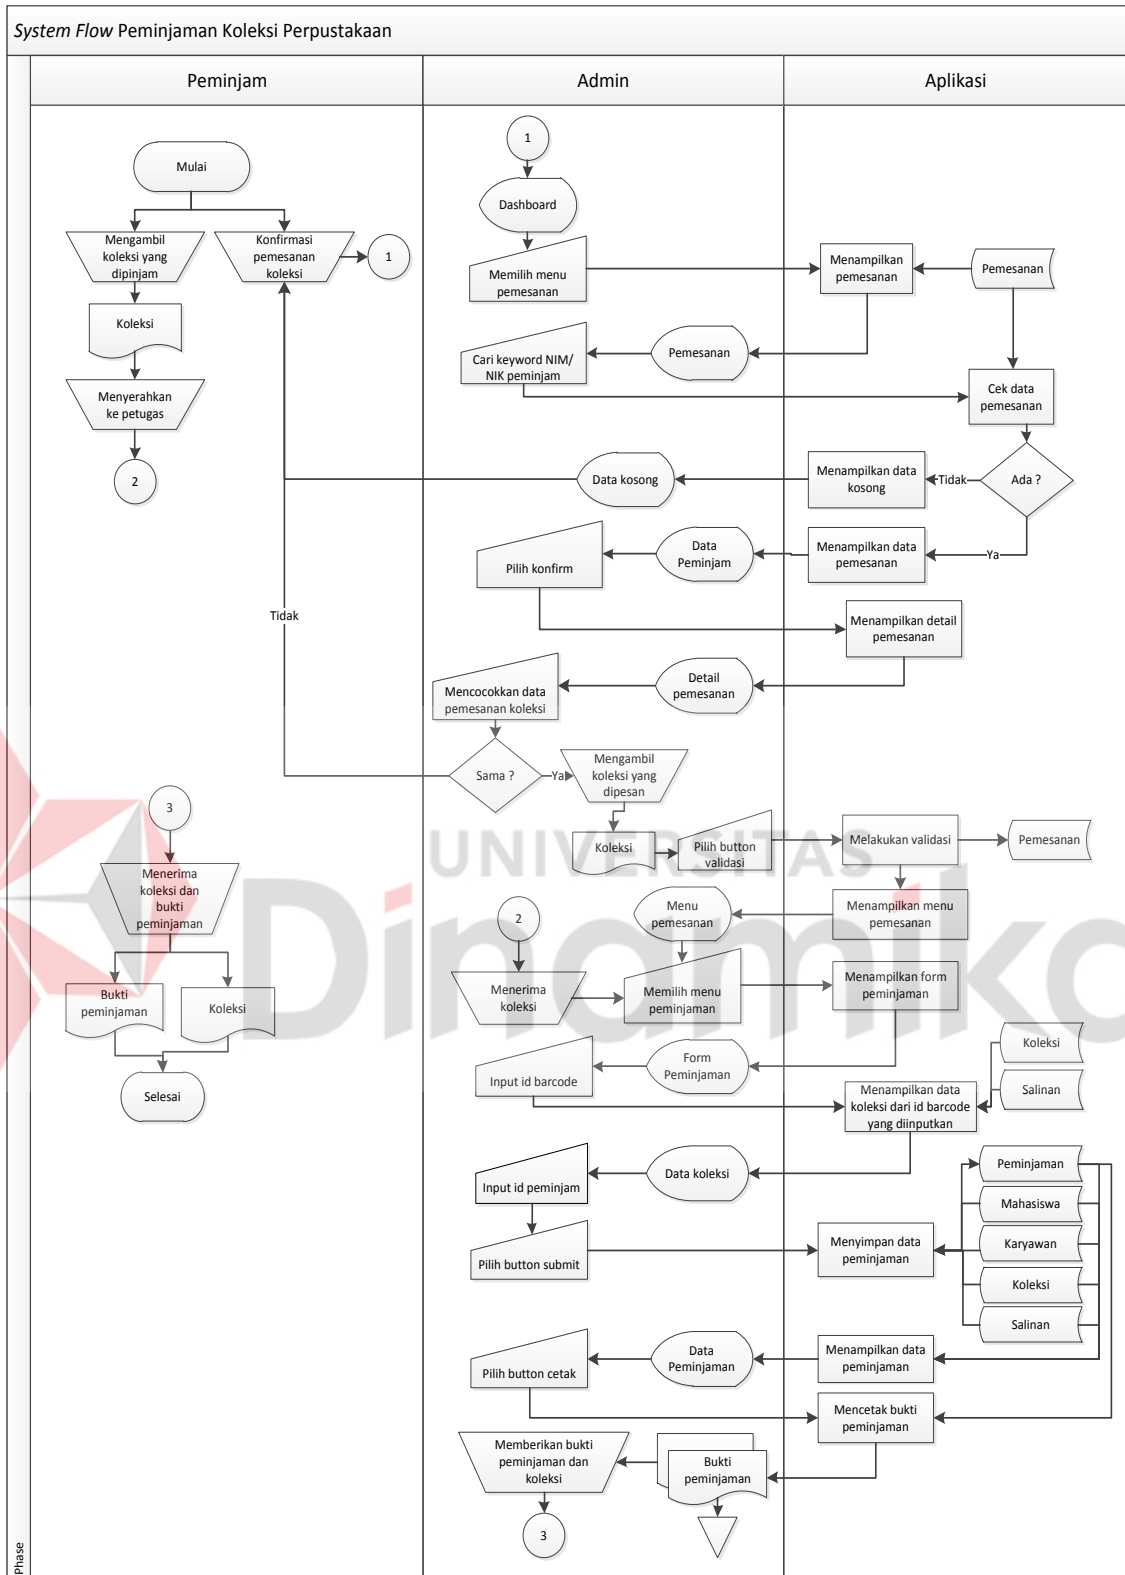 System Flow Peminjaman Koleksi Perpustakaan
Peminjam
Admin
Aplikasi
Mulai
Mengambil
koleksi yang
dipinjam
Konfirmasi
pemesanan
koleksi
1
Koleksi
Menyerahkan
ke petugas
2
1
Dashboard
Memilih menu
pemesanan
Menampilkan
pemesanan
Pemesanan
Cari keyword NIM/
NIK peminjam
Pemesanan
Cek data
pemesanan
Data kosong
Menampilkan data
kosong
Tidak
Ada ?
Pilih konfirm
Data
Peminjam
Menampilkan data
pemesanan
Ya
Tidak
Menampilkan detail
pemesanan
Mencocokkan data
pemesanan koleksi
Detail
pemesanan
Sama ?
Ya
Mengambil
koleksi yang
dipesan
Koleksi
Pilih button
validasi
Melakukan validasi
Pemesanan
UNIVERSITAS
Dinamika
3
Menerima
koleksi dan
bukti
peminjaman
Bukti
peminjaman
Koleksi
Selesai
2
Menu
pemesanan
Menampilkan menu
pemesanan
Menerima
koleksi
Memilih menu
peminjaman
Menampilkan form
peminjaman
Input id barcode
Form
Peminjaman
Koleksi
Salinan
Menampilkan data
koleksi dari id barcode
yang diinputkan
Input id peminjam
Data koleksi
Peminjaman
Mahasiswa
Karyawan
Koleksi
Salinan
Pilih button submit
Menyimpan data
peminjaman
Pilih button cetak
Data
Peminjaman
Menampilkan data
peminjaman
Mencetak bukti
peminjaman
Memberikan bukti
peminjaman dan
koleksi
Bukti
peminjaman
3
Phase